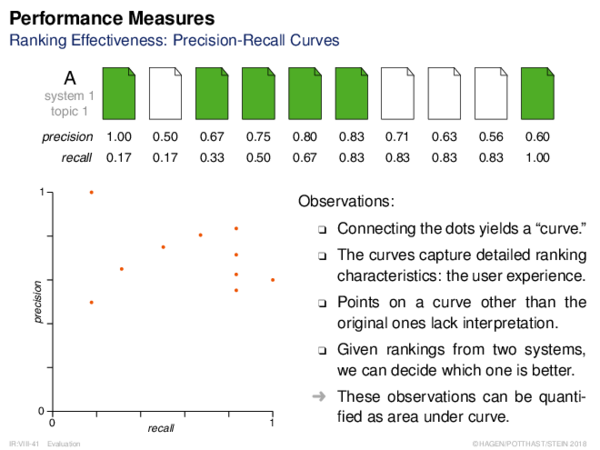 Performance Measures
Ranking Effectiveness: Precision-Recall Curves
A
system 1
topic 1
precision 1.00 0.50 0.67 0.75 0.80 0.83 0.71 0.63 0.56 0.60
recall 0.17 0.17 0.33 0.50 0.67 0.83 0.83 0.83 0.83 1.00
1
precision
0
0
recall
1
Observations:
❑ Connecting the dots yields a “curve.”
❑ The curves capture detailed ranking
characteristics: the user experience.
❑ Points on a curve other than the
original ones lack interpretation.
❑ Given rankings from two systems,
we can decide which one is better.
➜ These observations can be quanti-
fied as area under curve.
IR:VIII-41 Evaluation
©HAGEN/POTTHAST/STEIN 2018